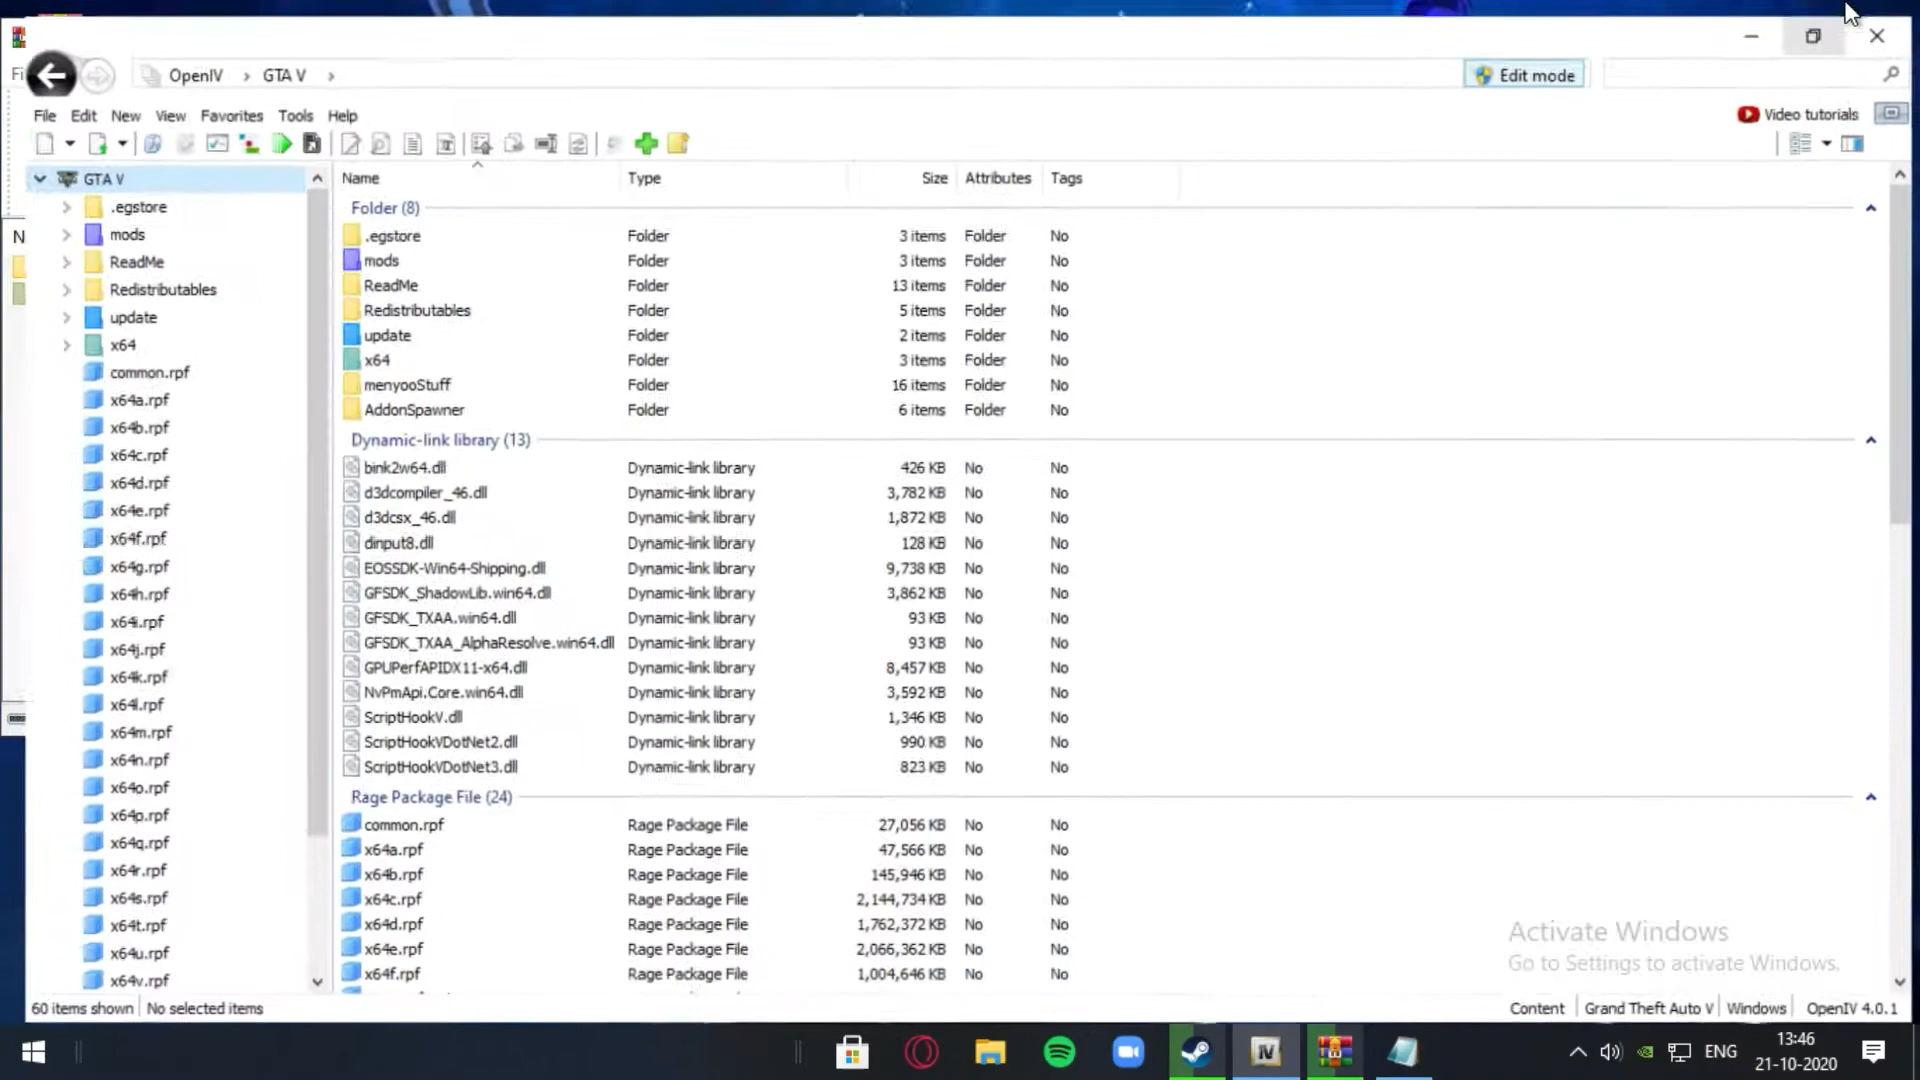 Fi
OpenIV > GTA V >
Edit mode
File Edit New View Favorites Tools Help
Video tutorials
N
GTA V
.egstore
mods
ReadMe
Redistributables
update
x64
common.rpf
x64a.rpf
x64b.rpf
x64c.rpf
x64d.rpf
x64e.rpf
x64f.rpf
x64g.rpf
x64h.rpf
x64i.rpf
x64j.rpf
x64k.rpf
x64l.rpf
x64m.rpf
x64n.rpf
x64o.rpf
x64p.rpf
x64q.rpf
x64r.rpf
x64s.rpf
x64t.rpf
x64u.rpf
x64v.rpf
Name Type Size Attributes Tags
Folder (8)
.egstore Folder 3 items Folder No
mods Folder 3 items Folder No
ReadMe Folder 13 items Folder No
Redistributables Folder 5 items Folder No
update Folder 2 items Folder No
x64 Folder 3 items Folder No
menyooStuff Folder 16 items Folder No
AddonSpawner Folder 6 items Folder No
Dynamic-link library (13)
bink2w64.dll Dynamic-link library 426 KB No No
d3dcompiler_46.dll Dynamic-link library 3,782 KB No No
d3dcsx_46.dll Dynamic-link library 1,872 KB No No
dinput8.dll Dynamic-link library 128 KB No No
EOSSDK-Win64-Shipping.dll Dynamic-link library 9,738 KB No No
GFSDK_ShadowLib.win64.dll Dynamic-link library 3,862 KB No No
GFSDK_TXAA.win64.dll Dynamic-link library 93 KB No No
GFSDK_TXAA_AlphaResolve.win64.dll Dynamic-link library 93 KB No No
GPUPerfAPIDX11-x64.dll Dynamic-link library 8,457 KB No No
NvPmApi.Core.win64.dll Dynamic-link library 3,592 KB No No
ScriptHookV.dll Dynamic-link library 1,346 KB No No
ScriptHookVDotNet2.dll Dynamic-link library 990 KB No No
ScriptHookVDotNet3.dll Dynamic-link library 823 KB No No
Rage Package File (24)
common.rpf Rage Package File 27,056 KB No No
x64a.rpf Rage Package File 47,566 KB No No
x64b.rpf Rage Package File 145,946 KB No No
x64c.rpf Rage Package File 2,144,734 KB No No
x64d.rpf Rage Package File 1,762,372 KB No No
x64e.rpf Rage Package File 2,066,362 KB No No
x64f.rpf Rage Package File 1,004,646 KB No No
Activate Windows
Go to Settings to activate Windows.
60 items shown No selected items Content Grand Theft Auto V Windows OpenIV 4.0.1
IV
ENG
13:46
21-10-2020